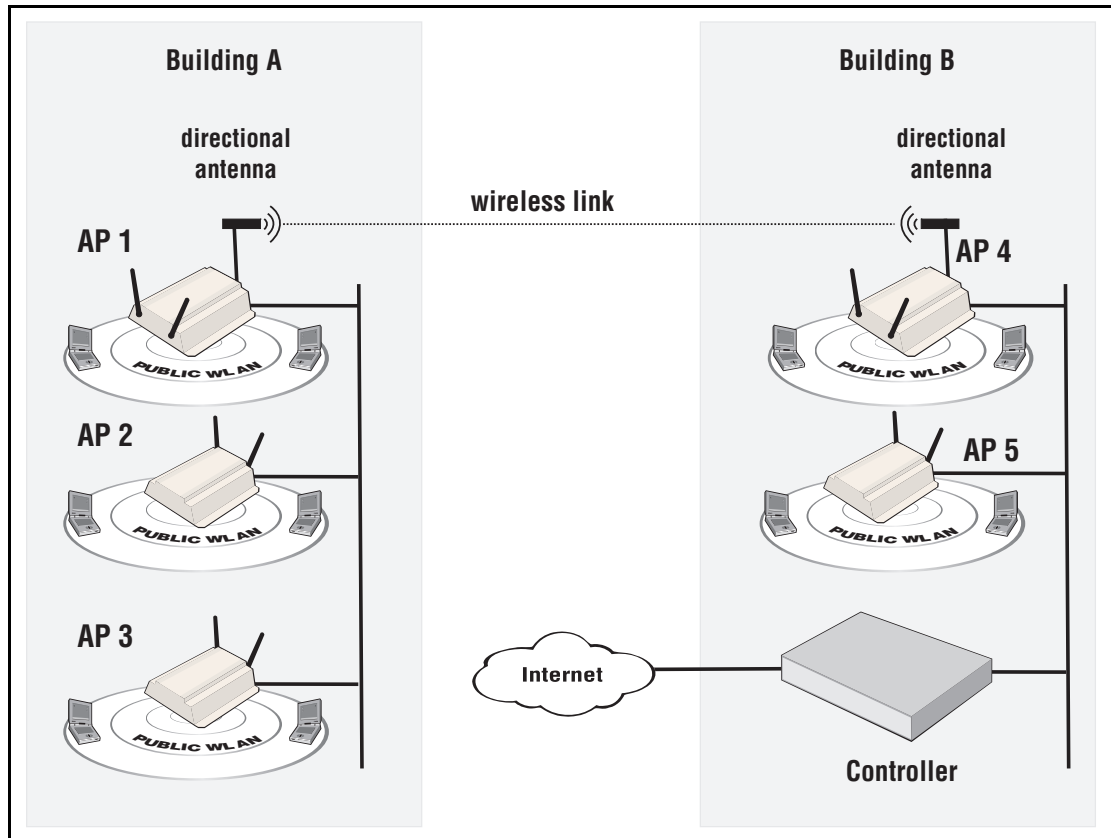 Building A
directional
antenna
AP 1
PUBLIC WLAN
AP 2
PUBLIC WLAN
AP 3
PUBLIC WLAN
wireless link
Building B
directional
antenna
AP 4
PUBLIC WLAN
AP 5
PUBLIC WLAN
Internet
Controller